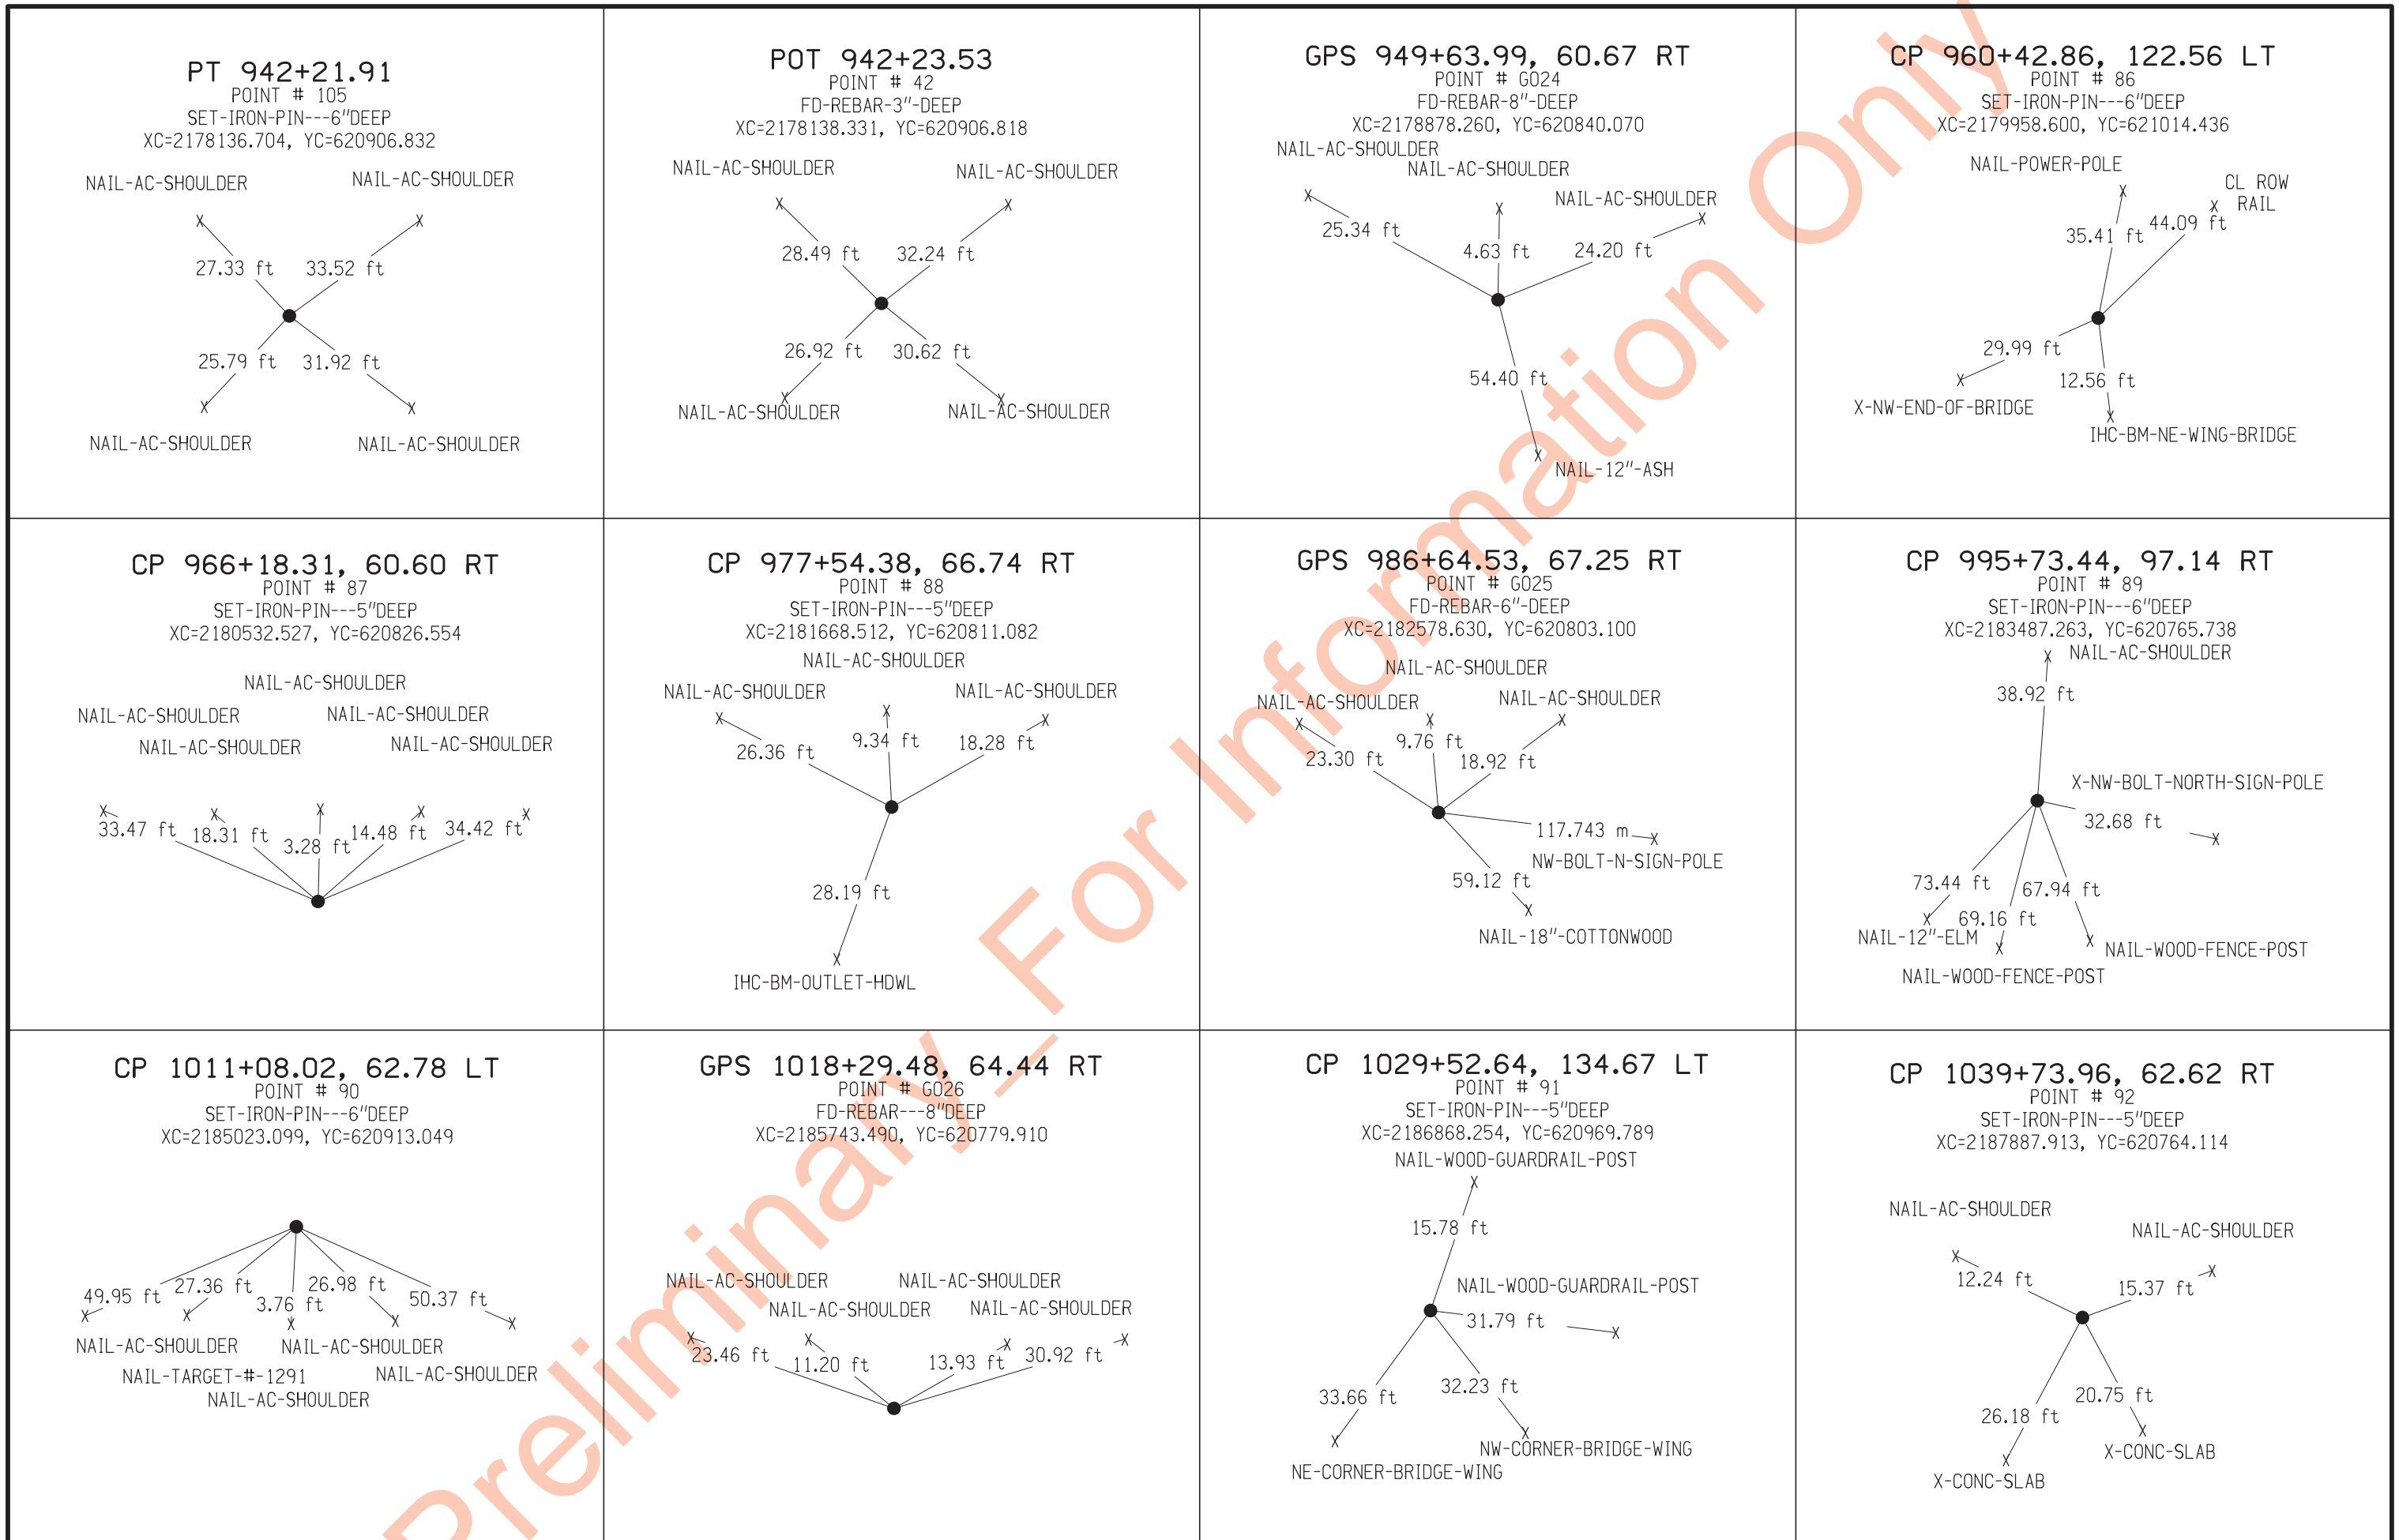 PT 942+21.91
POINT # 105
SET-IRON-PIN---6"DEEP
XC=2178136.704, YC=620906.832
NAIL-AC-SHOULDER
NAIL-AC-SHOULDER
27.33 ft
33.52 ft
25.79 ft
31.92 ft
NAIL-AC-SHOULDER
NAIL-AC-SHOULDER
POT 942+23.53
POINT # 42
FD-REBAR-3"-DEEP
XC=2178138.331, YC=620906.818
NAIL-AC-SHOULDER
NAIL-AC-SHOULDER
28.49 ft
32.24 ft
26.92 ft
30.62 ft
NAIL-AC-SHOULDER
NAIL-AC-SHOULDER
GPS 949+63.99, 60.67 RT
POINT # G024
FD-REBAR-8"-DEEP
XC=2178878.260, YC=620840.070
NAIL-AC-SHOULDER
NAIL-AC-SHOULDER
NAIL-AC-SHOULDER
25.34 ft
4.63 ft
24.20 ft
54.40 ft
NAIL-12"-ASH
CP 960+42.86, 122.56 LT
POINT # 86
SET-IRON-PIN---6"DEEP
XC=2179958.600, YC=621014.436
NAIL-POWER-POLE
CL ROW
RAIL
35.41 ft
44.09 ft
29.99 ft
12.56 ft
X-NW-END-OF-BRIDGE
IHC-BM-NE-WING-BRIDGE
CP 966+18.31, 60.60 RT
POINT # 87
SET-IRON-PIN---5"DEEP
XC=2180532.527, YC=620826.554
NAIL-AC-SHOULDER
NAIL-AC-SHOULDER
NAIL-AC-SHOULDER
NAIL-AC-SHOULDER
NAIL-AC-SHOULDER
33.47 ft
18.31 ft
3.28 ft
14.48 ft
34.42 ft
CP 977+54.38, 66.74 RT
POINT # 88
SET-IRON-PIN---5"DEEP
XC=2181668.512, YC=620811.082
NAIL-AC-SHOULDER
NAIL-AC-SHOULDER
NAIL-AC-SHOULDER
26.36 ft
9.34 ft
18.28 ft
28.19 ft
IHC-BM-OUTLET-HDWL
GPS 986+64.53, 67.25 RT
POINT # G025
FD-REBAR-6"-DEEP
XC=2182578.630, YC=620803.100
NAIL-AC-SHOULDER
NAIL-AC-SHOULDER
NAIL-AC-SHOULDER
23.30 ft
9.76 ft
18.92 ft
117.743 m
NW-BOLT-N-SIGN-POLE
59.12 ft
NAIL-18"-COTTONWOOD
CP 995+73.44, 97.14 RT
POINT # 89
SET-IRON-PIN---6"DEEP
XC=2183487.263, YC=620765.738
NAIL-AC-SHOULDER
38.92 ft
X-NW-BOLT-NORTH-SIGN-POLE
32.68 ft
73.44 ft
67.94 ft
69.16 ft
NAIL-12"-ELM
NAIL-WOOD-FENCE-POST
NAIL-WOOD-FENCE-POST
CP 1011+08.02, 62.78 LT
POINT # 90
SET-IRON-PIN---6"DEEP
XC=2185023.099, YC=620913.049
49.95 ft
27.36 ft
3.76 ft
26.98 ft
50.37 ft
NAIL-AC-SHOULDER
NAIL-AC-SHOULDER
NAIL-TARGET-#-1291
NAIL-AC-SHOULDER
NAIL-AC-SHOULDER
GPS 1018+29.48, 64.44 RT
POINT # G026
FD-REBAR---8"DEEP
XC=2185743.490, YC=620779.910
NAIL-AC-SHOULDER
NAIL-AC-SHOULDER
NAIL-AC-SHOULDER
NAIL-AC-SHOULDER
23.46 ft
11.20 ft
13.93 ft
30.92 ft
CP 1029+52.64, 134.67 LT
POINT # 91
SET-IRON-PIN---5"DEEP
XC=2186868.254, YC=620969.789
NAIL-WOOD-GUARDRAIL-POST
15.78 ft
NAIL-WOOD-GUARDRAIL-POST
31.79 ft
33.66 ft
32.23 ft
NW-CORNER-BRIDGE-WING
NE-CORNER-BRIDGE-WING
CP 1039+73.96, 62.62 RT
POINT # 92
SET-IRON-PIN---5"DEEP
XC=2187887.913, YC=620764.114
NAIL-AC-SHOULDER
NAIL-AC-SHOULDER
12.24 ft
15.37 ft
20.75 ft
26.18 ft
X-CONC-SLAB
X-CONC-SLAB
Preliminary_For Information Only